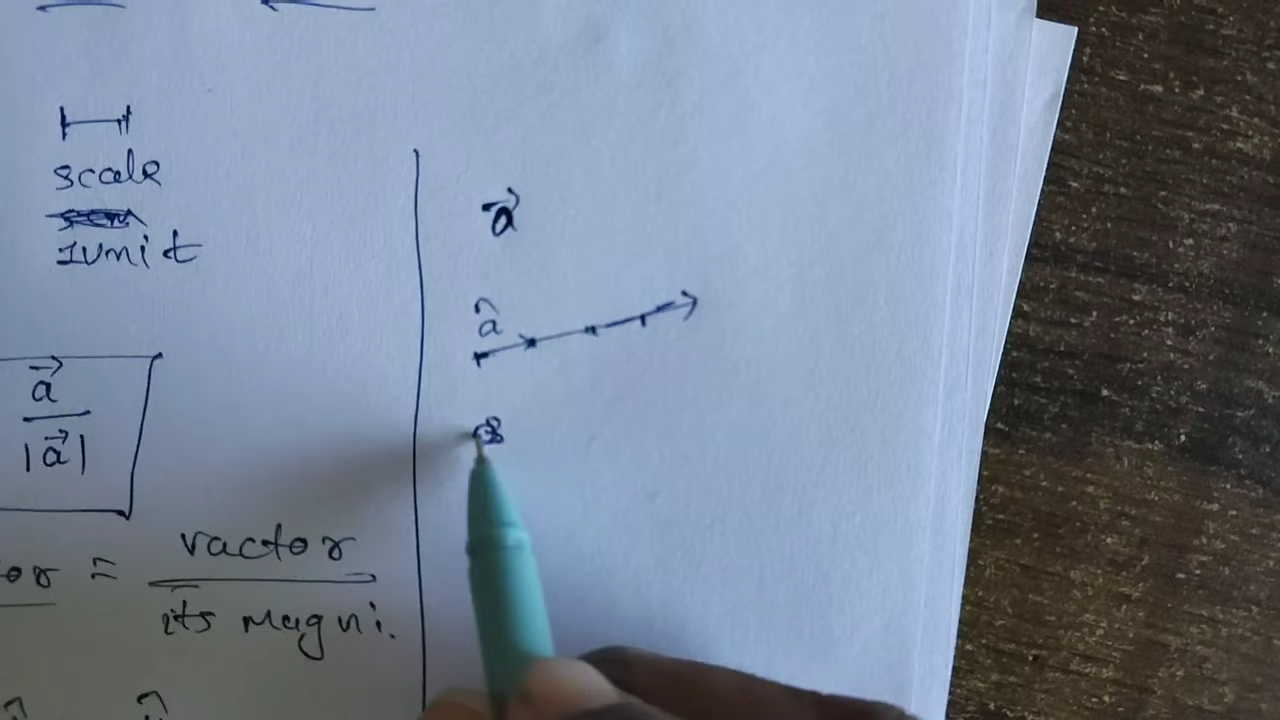 scale
1unit
a⃗
â
a⃗
|a⃗|
= vactor
its magni.